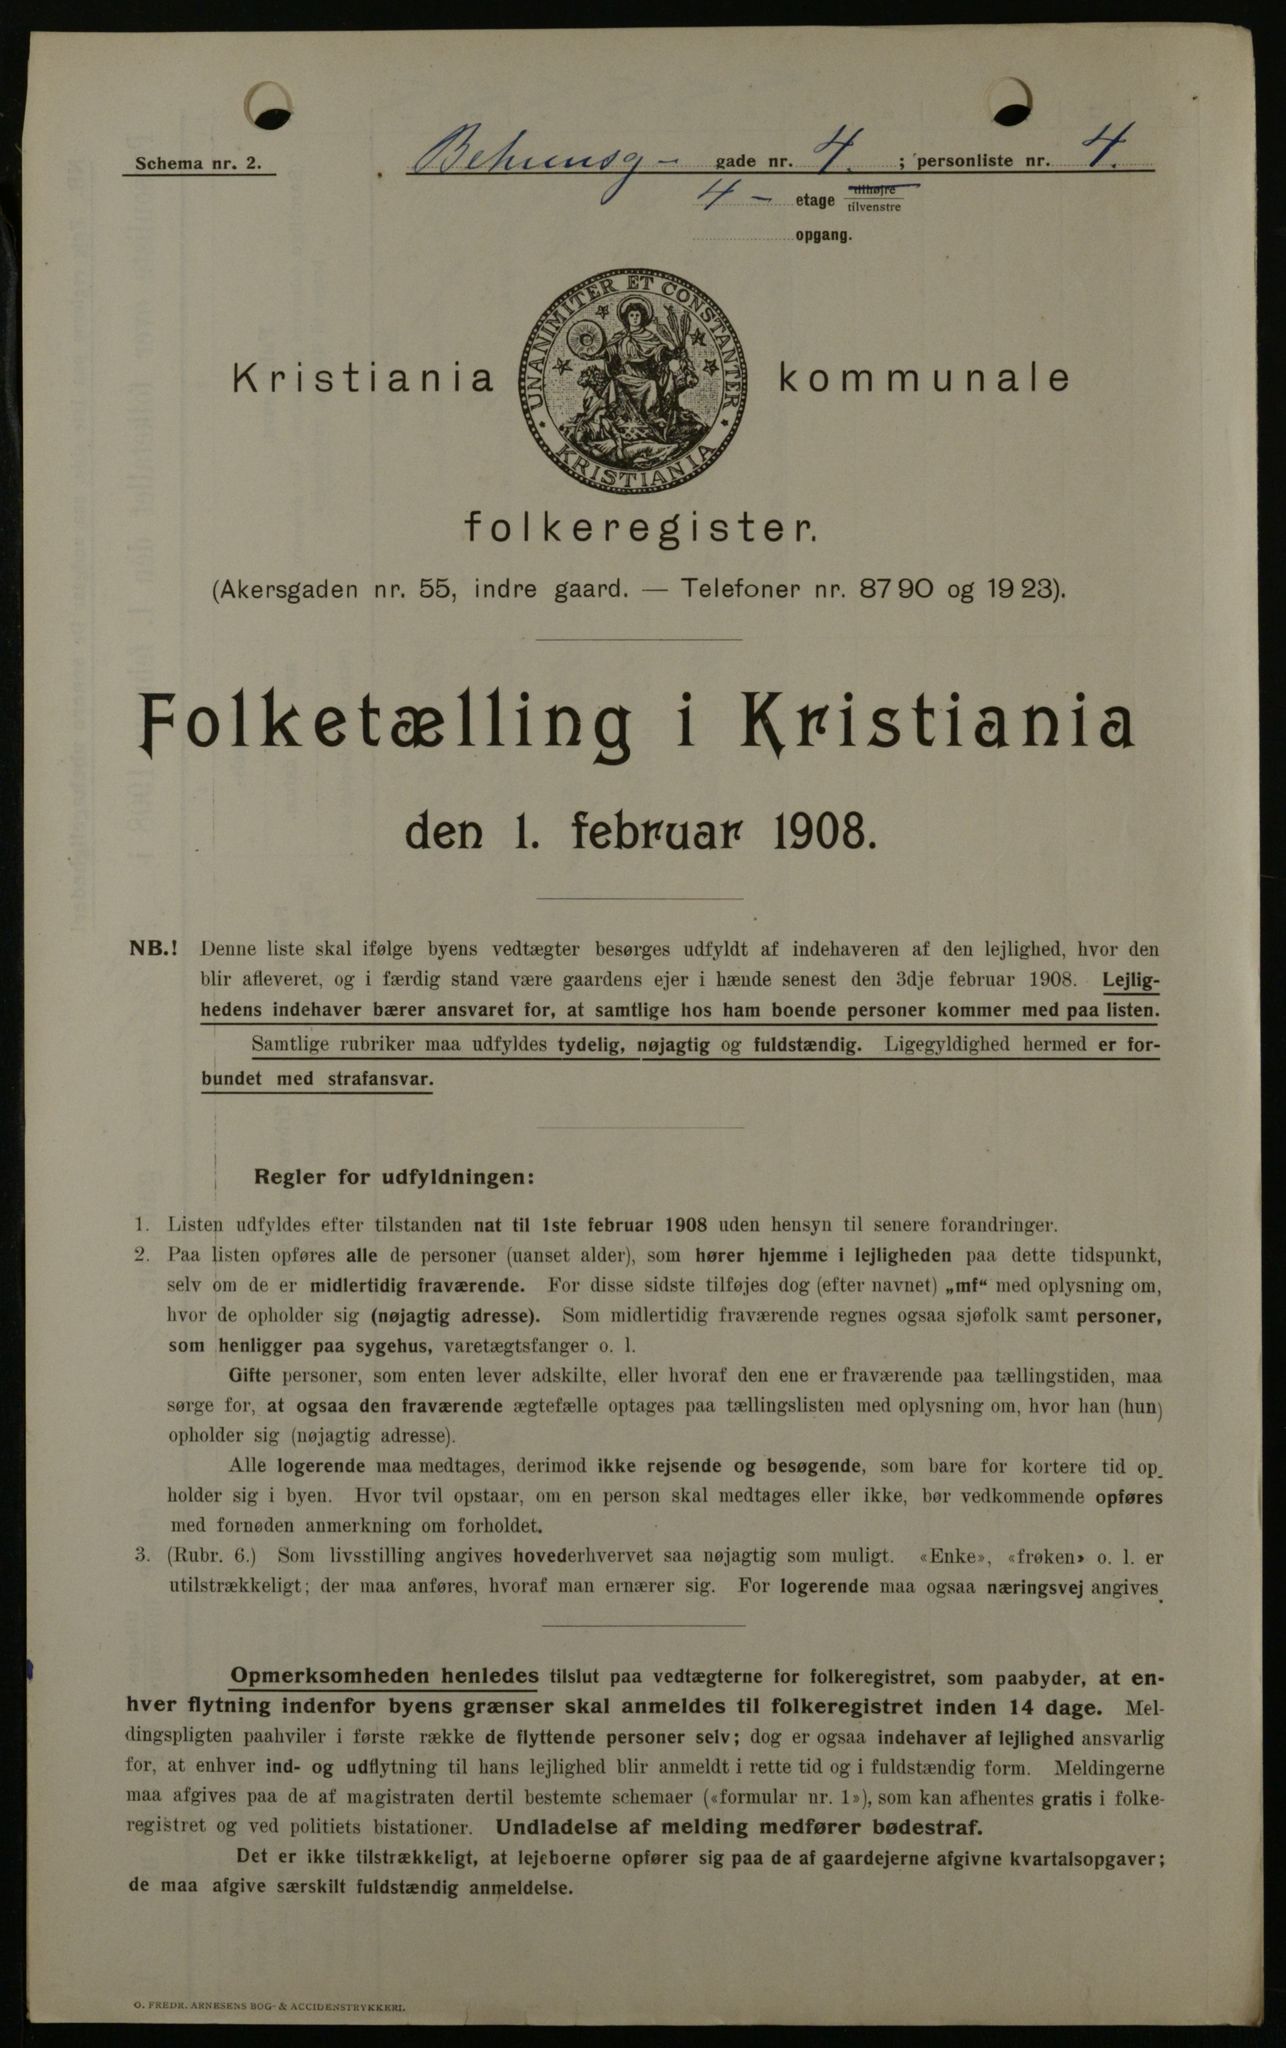 Schema nr. 2. Behrensg - gade nr. 4. ; personliste nr. 4.
4 - etage tilhøjre
tilvenstre
opgang.
UNANIMITER ET CONSTANTER
KRISTIANIA
Kristiania kommunale
folkeregister.
(Akersgaden nr. 55, indre gaard. — Telefoner nr. 87 90 og 19 23).
Folketælling i Kristiania
den 1. februar 1908.
NB.! Denne liste skal ifølge byens vedtægter besørges udfyldt af indehaveren af den lejlighed, hvor den
blir afleveret, og i færdig stand være gaardens ejer i hænde senest den 3dje februar 1908. Lejlig-
hedens indehaver bærer ansvaret for, at samtlige hos ham boende personer kommer med paa listen.
Samtlige rubriker maa udfyldes tydelig, nøjagtig og fuldstændig. Ligegyldighed hermed er for-
bundet med strafansvar.
Regler for udfyldningen:
1. Listen udfyldes efter tilstanden nat til 1ste februar 1908 uden hensyn til senere forandringer.
2. Paa listen opføres alle de personer (uanset alder), som hører hjemme i lejligheden paa dette tidspunkt,
selv om de er midlertidig fraværende. For disse sidste tilføjes dog (efter navnet) „mf“ med oplysning om,
hvor de opholder sig (nøjagtig adresse). Som midlertidig fraværende regnes ogsaa sjøfolk samt personer,
som henligger paa sygehus, varetægtsfanger o. l.
Gifte personer, som enten lever adskilte, eller hvoraf den ene er fraværende paa tællingstiden, maa
sørge for, at ogsaa den fraværende ægtefælle optages paa tællingslisten med oplysning om, hvor han (hun)
opholder sig (nøjagtig adresse).
Alle logerende maa medtages, derimod ikke rejsende og besøgende, som bare for kortere tid op-
holder sig i byen. Hvor tvil opstaar, om en person skal medtages eller ikke, bør vedkommende opføres
med fornøden anmerkning om forholdet.
3. (Rubr. 6.) Som livsstilling angives hovederhvervet saa nøjagtig som muligt. «Enke», «frøken» o. l. er
utilstrækkeligt; der maa anføres, hvoraf man ernærer sig. For logerende maa ogsaa næringsvej angives.
Opmerksomheden henledes tilslut paa vedtægterne for folkeregistret, som paabyder, at en-
hver flytning indenfor byens grænser skal anmeldes til folkeregistret inden 14 dage. Mel-
dingspligten paahviler i første række de flyttende personer selv; dog er ogsaa indehaver af lejlighed ansvarlig
for, at enhver ind- og udflytning til hans lejlighed blir anmeldt i rette tid og i fuldstændig form. Meldingerne
maa afgives paa de af magistraten dertil bestemte schemaer («formular nr. 1»), som kan afhentes gratis i folke-
registret og ved politiets bistationer. Undladelse af melding medfører bødestraf.
Det er ikke tilstrækkeligt, at lejeboerne opfører sig paa de af gaardejerne afgivne kvartalsopgaver;
de maa afgive særskilt fuldstændig anmeldelse.
O. FREDR. ARNESENS BOG- & ACCIDENSTRYKKERI.